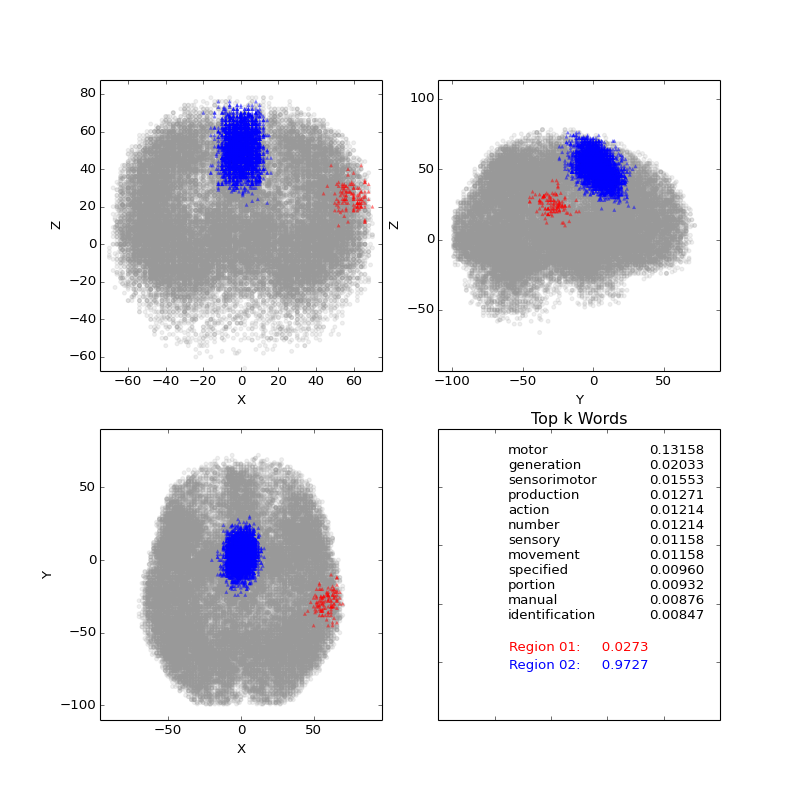 80
60
40
20
0
−20
−40
−60
Z
−60 −40 −20 0 20 40 60
X
100
50
0
−50
Z
−100 −50 0 50
Y
50
0
−50
−100
Y
−50 0 50
X
Top k Words
motor 0.13158
generation 0.02033
sensorimotor 0.01553
production 0.01271
action 0.01214
number 0.01214
sensory 0.01158
movement 0.01158
specified 0.00960
portion 0.00932
manual 0.00876
identification 0.00847
Region 01: 0.0273
Region 02: 0.9727